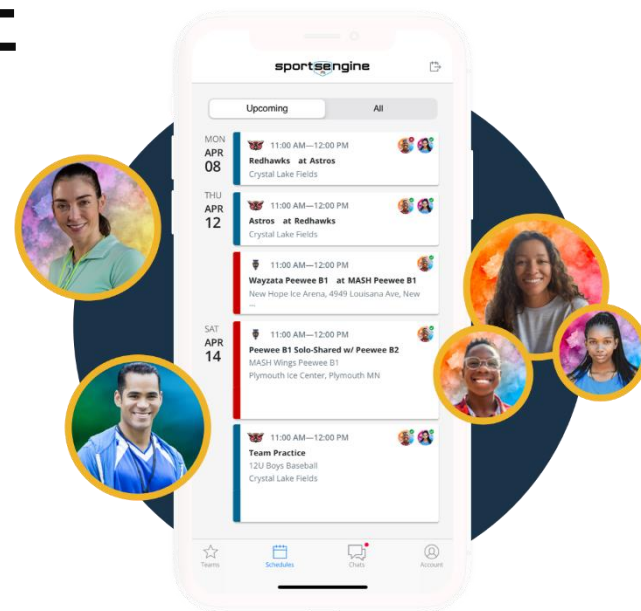 sportsengine
Upcoming All
MON
APR
08
11:00 AM—12:00 PM
Redhawks at Astros
Crystal Lake Fields
THU
APR
12
11:00 AM—12:00 PM
Astros at Redhawks
Crystal Lake Fields
11:00 AM—12:00 PM
Wayzata Peewee B1 at MASH Peewee B1
New Hope Ice Arena, 4949 Louisana Ave, New
...
SAT
APR
14
11:00 AM—12:00 PM
Peewee B1 Solo-Shared w/ Peewee B2
MASH Wings Peewee B1
Plymouth Ice Center, Plymouth MN
11:00 AM—12:00 PM
Team Practice
12U Boys Baseball
Crystal Lake Fields
Teams Schedules Chats Account